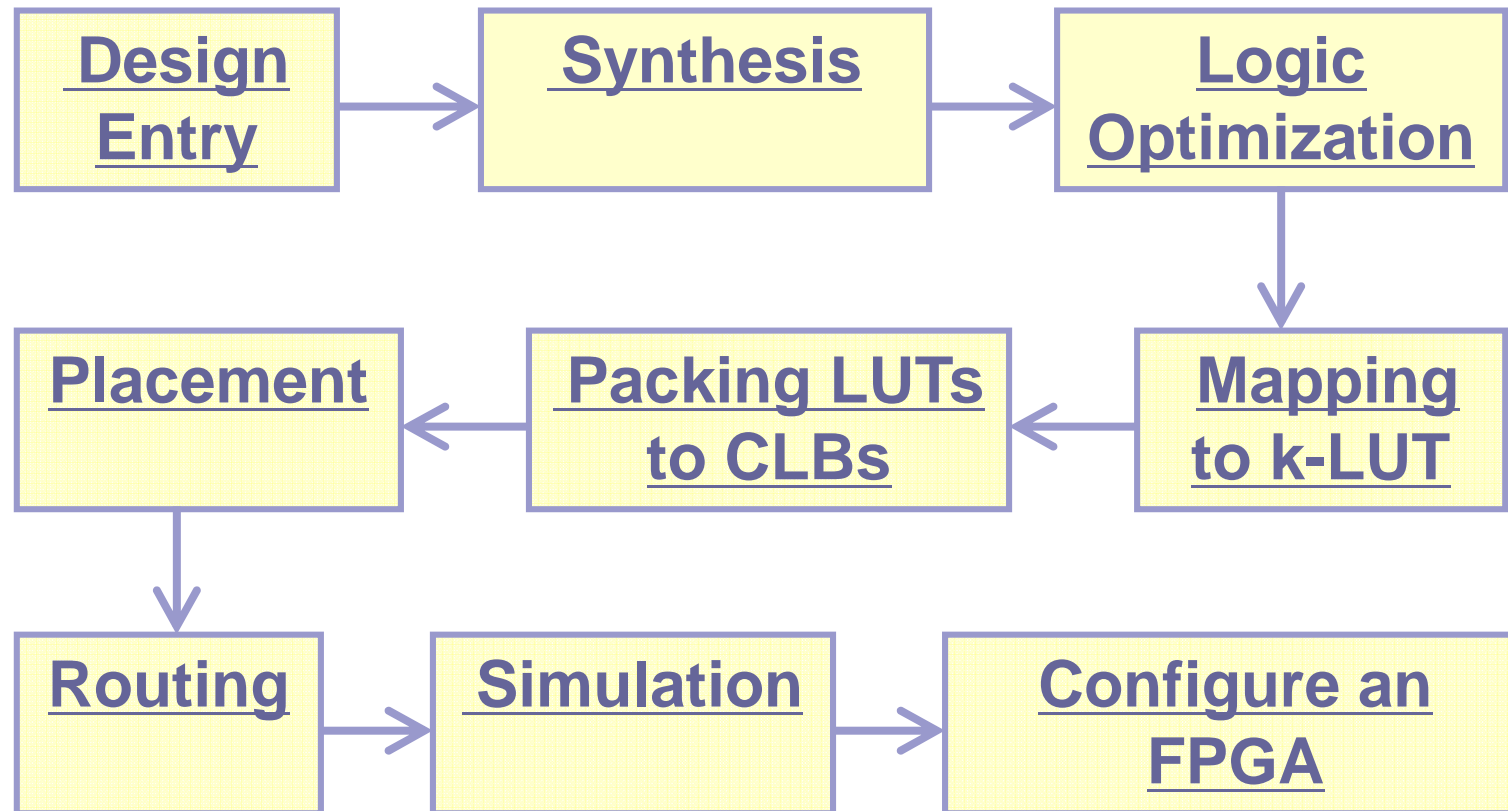 Design
Entry
Synthesis
Logic
Optimization
Placement
Packing LUTs
to CLBs
Mapping
to k-LUT
Routing
Simulation
Configure an
FPGA